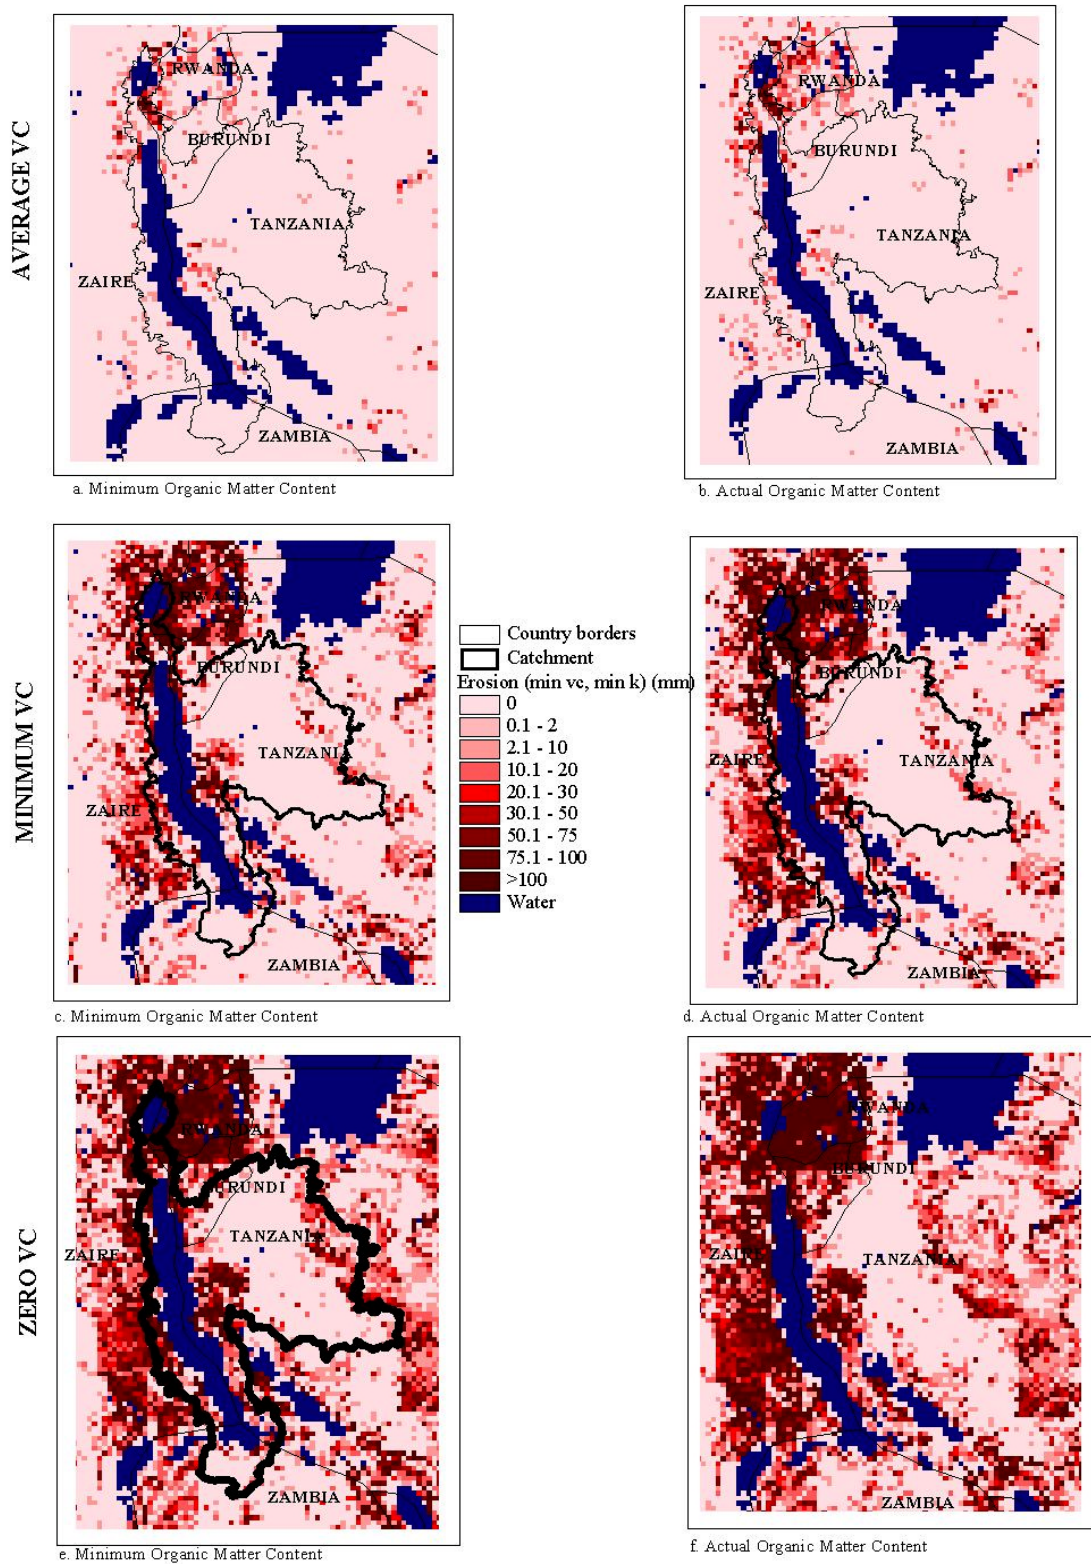 AVERAGE VC
RWANDA
BURUNDI
TANZANIA
ZAIRE
ZAMBIA
a. Minimum Organic Matter Content
RWANDA
BURUNDI
TANZANIA
ZAIRE
ZAMBIA
b. Actual Organic Matter Content
MINIMUM VC
RWANDA
BURUNDI
TANZANIA
ZAIRE
ZAMBIA
c. Minimum Organic Matter Content
Country borders
Catchment
Erosion (min vc, min k) (mm)
0
0.1 - 2
2.1 - 10
10.1 - 20
20.1 - 30
30.1 - 50
50.1 - 75
75.1 - 100
>100
Water
RWANDA
BURUNDI
TANZANIA
ZAIRE
ZAMBIA
d. Actual Organic Matter Content
ZERO VC
RWANDA
BURUNDI
TANZANIA
ZAIRE
ZAMBIA
e. Minimum Organic Matter Content
RWANDA
BURUNDI
TANZANIA
ZAIRE
ZAMBIA
f. Actual Organic Matter Content